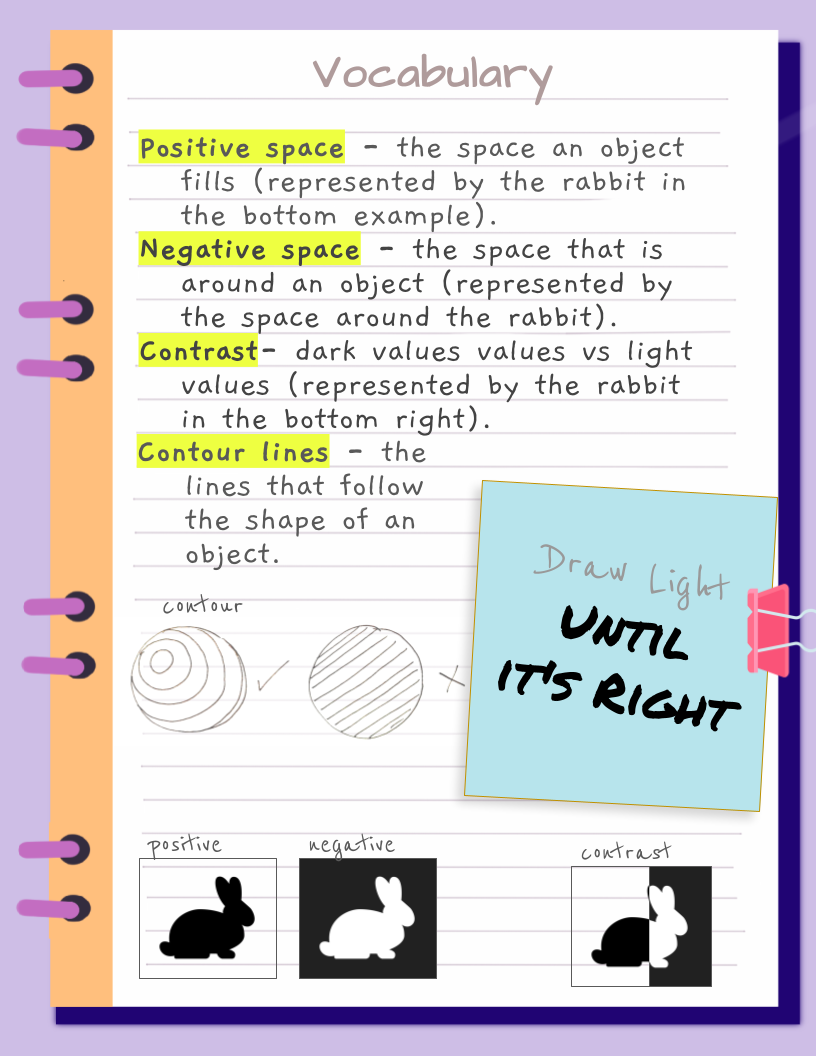 Vocabulary
Positive space - the space an object
fills (represented by the rabbit in
the bottom example).
Negative space - the space that is
around an object (represented by
the space around the rabbit).
Contrast- dark values values vs light
values (represented by the rabbit
in the bottom right).
Contour lines - the
lines that follow
the shape of an
object.
Draw Light
UNTIL
IT'S RIGHT
contour
positive
negative
contrast